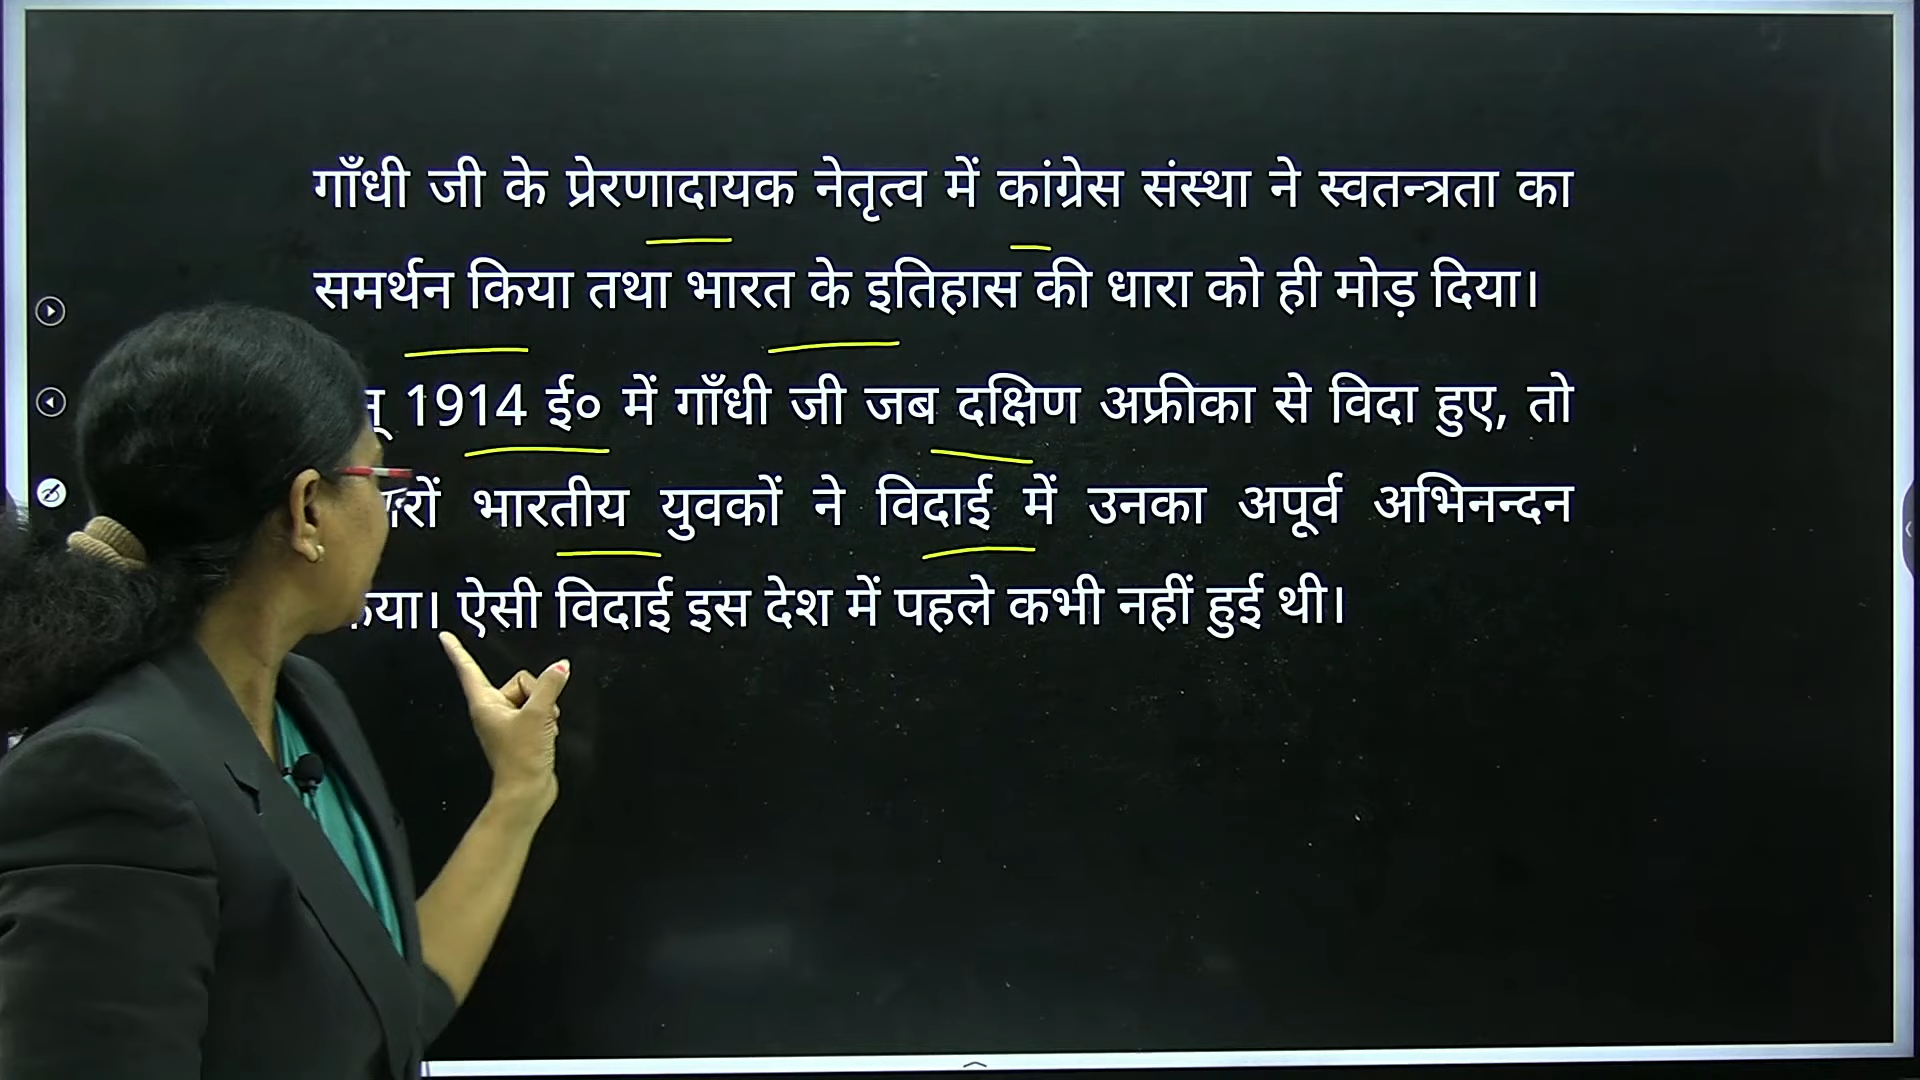 गाँधी जी के प्रेरणादायक नेतृत्व में कांग्रेस संस्था ने स्वतन्त्रता का
समर्थन किया तथा भारत के इतिहास की धारा को ही मोड़ दिया।
1914 ई० में गाँधी जी जब दक्षिण अफ्रीका से विदा हुए, तो
भारतीय युवकों ने विदाई में उनका अपूर्व अभिनन्दन
ऐसी विदाई इस देश में पहले कभी नहीं हुई थी।